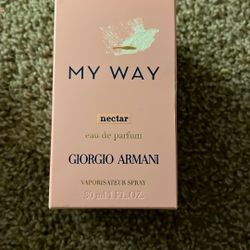 MY WAY
nectar
eau de parfum
GIORGIO ARMANI
VAPORISATEUR SPRAY
30 ml 1 FL.OZ.